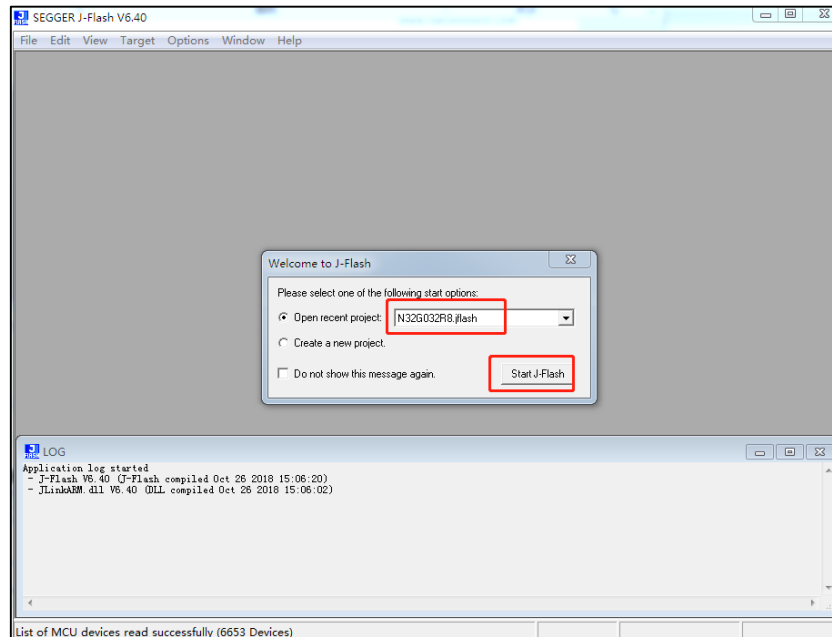 SEGGER J-Flash V6.40
File Edit View Target Options Window Help
Welcome to J-Flash
Please select one of the following start options:
Open recent project: N32G032R8.jflash
Create a new project.
Do not show this message again. Start J-Flash
LOG
Application log started
- J-Flash V6.40 (J-Flash compiled Oct 26 2018 15:06:20)
- JLinkARM.dll V6.40 (DLL compiled Oct 26 2018 15:06:02)
List of MCU devices read successfully (6653 Devices)